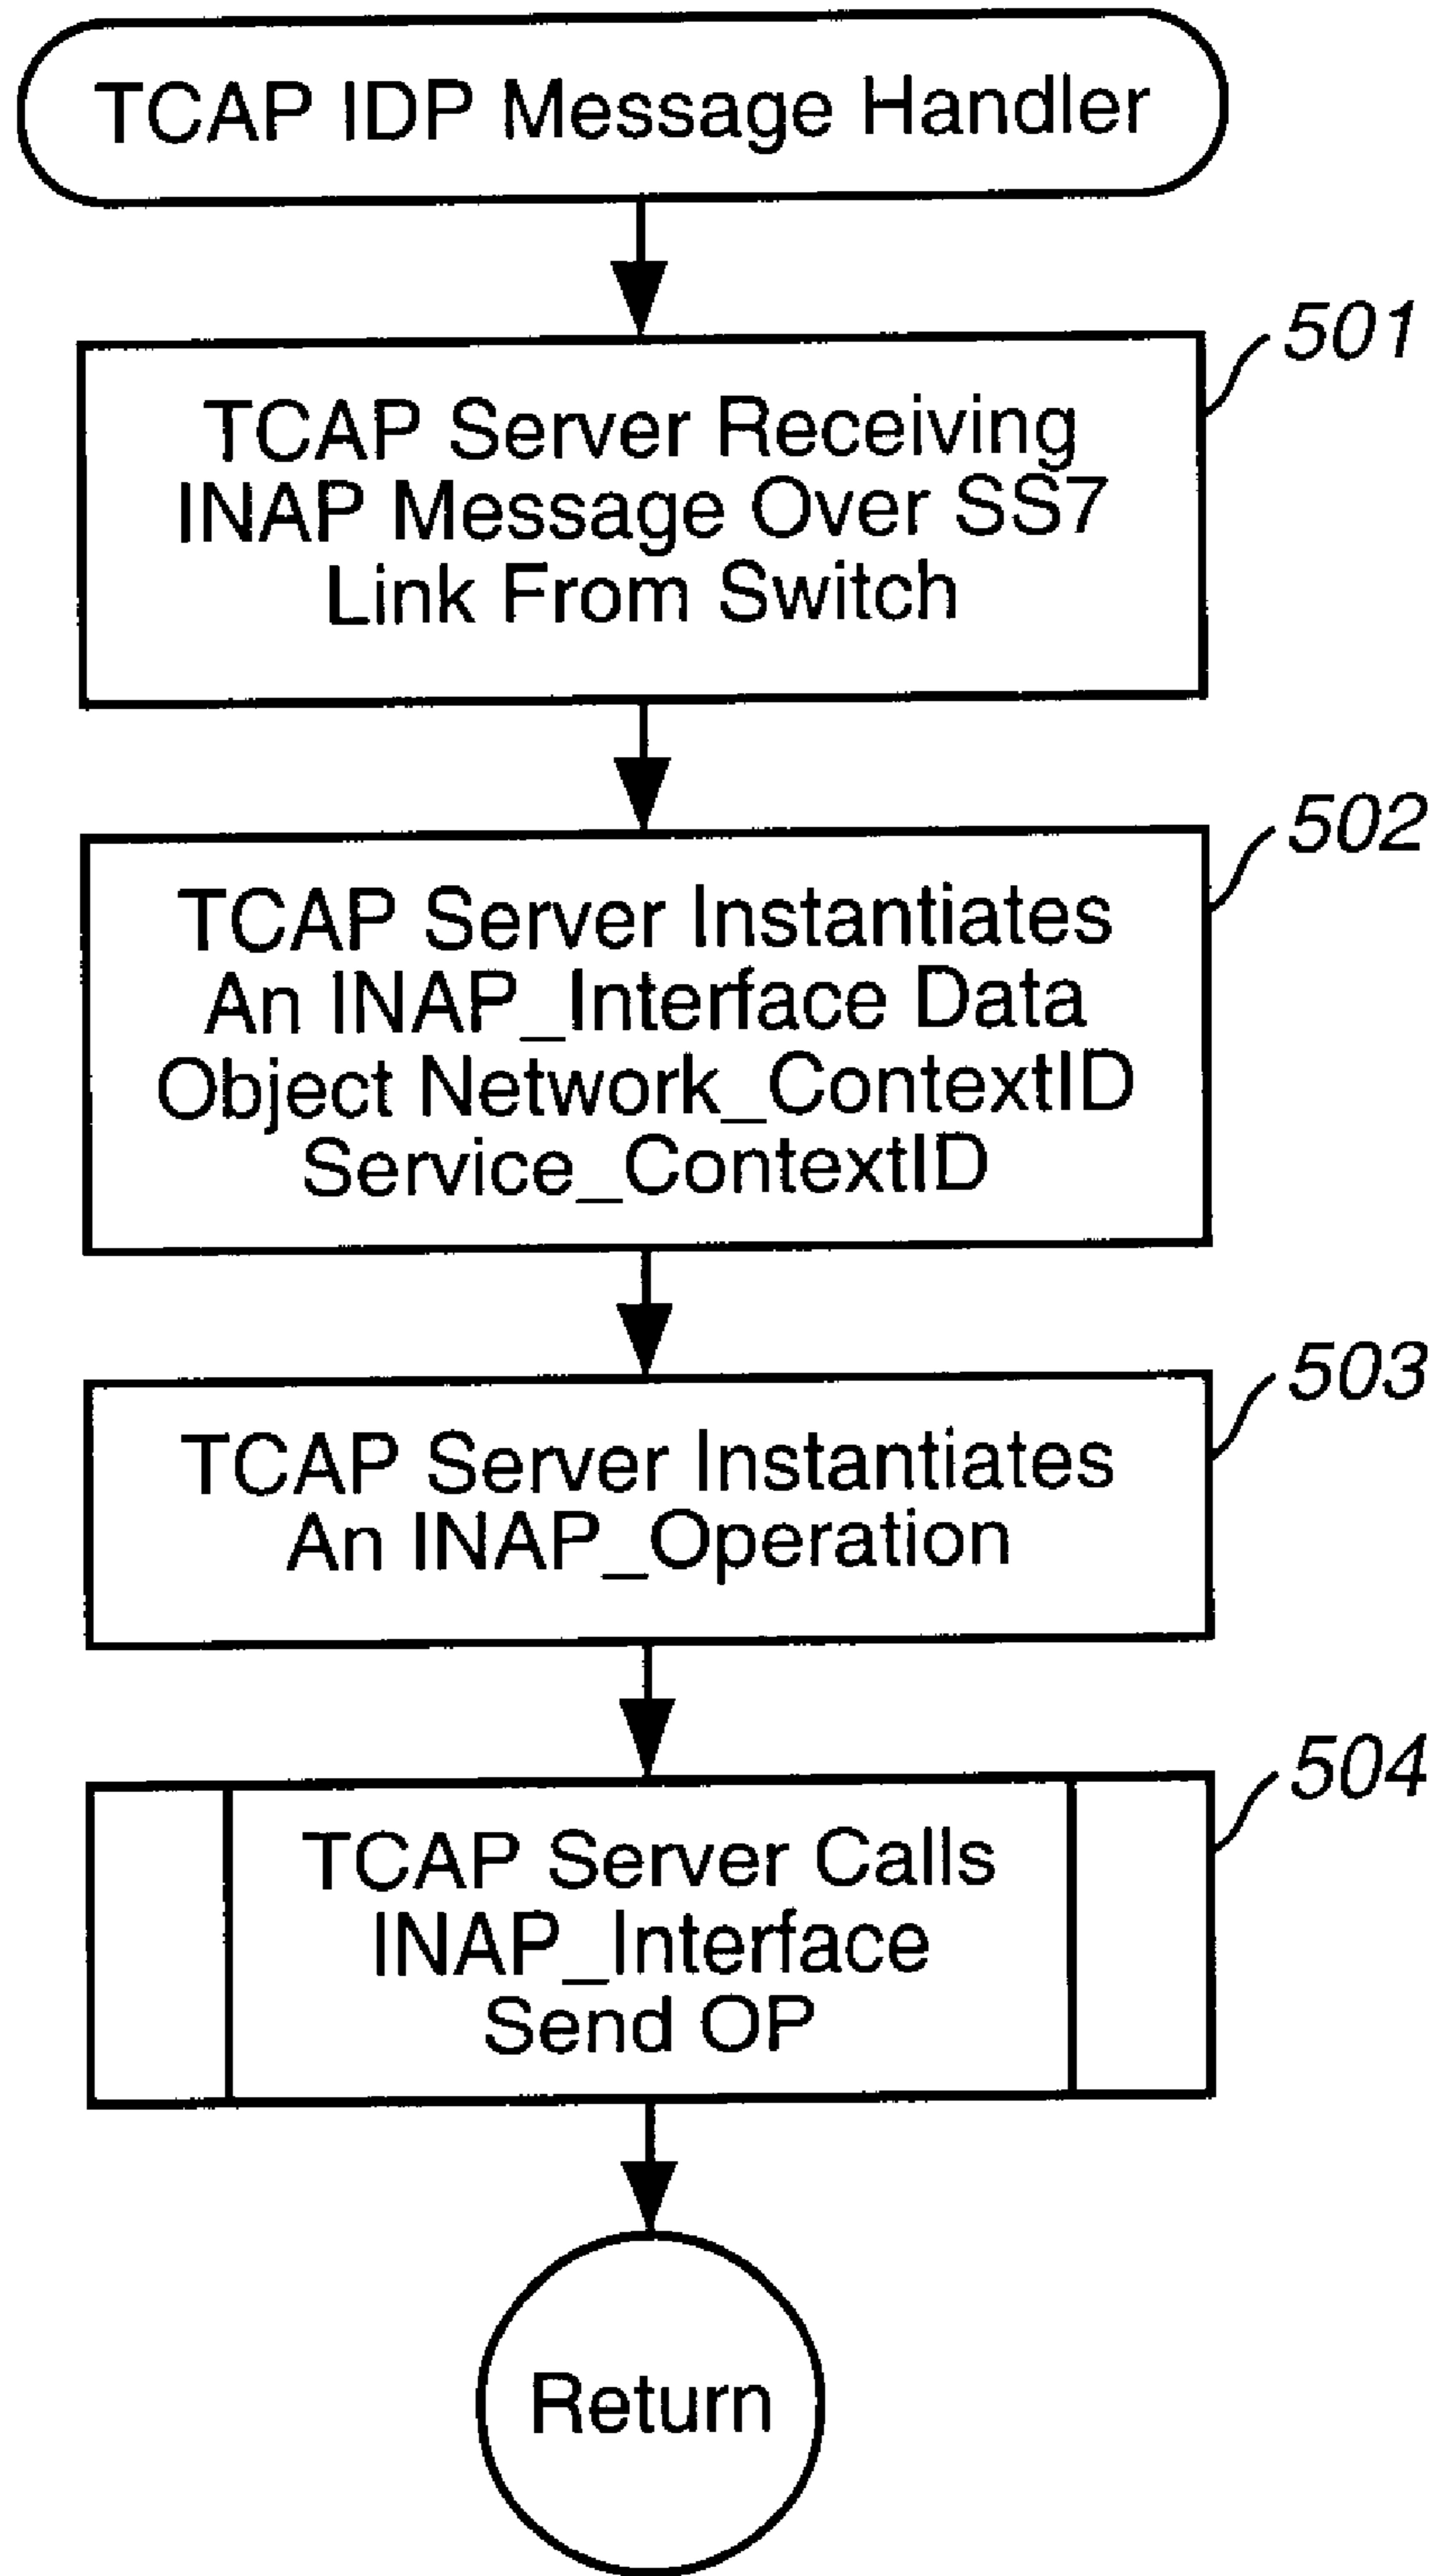 TCAP IDP Message Handler
501
TCAP Server Receiving
INAP Message Over SS7
Link From Switch
502
TCAP Server Instantiates
An INAP_Interface Data
Object Network_ContextID
Service_ContextID
503
TCAP Server Instantiates
An INAP_Operation
504
TCAP Server Calls
INAP_Interface
Send OP
Return